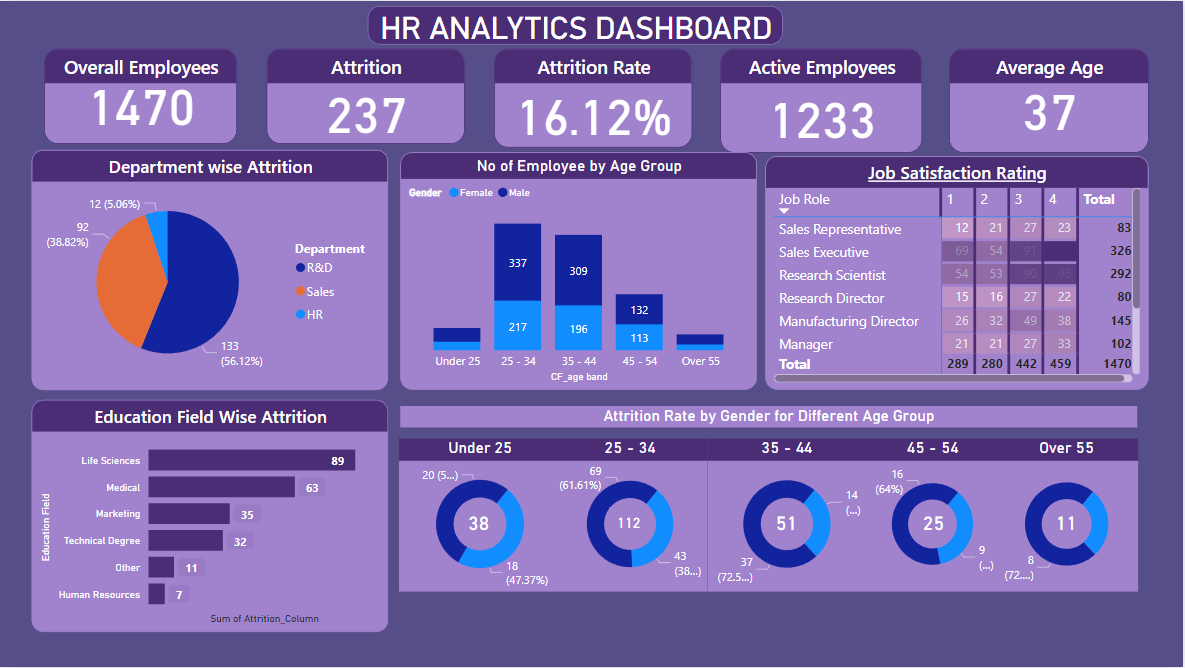 HR ANALYTICS DASHBOARD
Overall Employees
1470
Attrition
237
Attrition Rate
16.12%
Active Employees
1233
Average Age
37
Department wise Attrition
12 (5.06%)
92
(38.82%)
133
(56.12%)
Department
R&D
Sales
HR
No of Employee by Age Group
Gender Female Male
337
309
132
217
196
113
Under 25 25 - 34 35 - 44 45 - 54 Over 55
CF_age band
Job Satisfaction Rating
Job Role 1 2 3 4 Total
Sales Representative 12 21 27 23 83
Sales Executive 69 54 91 326
Research Scientist 54 53 90 95 292
Research Director 15 16 27 22 80
Manufacturing Director 26 32 49 38 145
Manager 21 21 27 33 102
Total 289 280 442 459 1470
Education Field Wise Attrition
Education Field
Life Sciences 89
Medical 63
Marketing 35
Technical Degree 32
Other 11
Human Resources 7
Sum of Attrition_Column
Attrition Rate by Gender for Different Age Group
Under 25 25 - 34 35 - 44 45 - 54 Over 55
20 (5...)
38
18
(47.37%)
69
(61.61%)
112
43
(38...)
14
(...)
51
37
(72.5...)
16
(64%)
25
9
(...)
11
8
(72....)